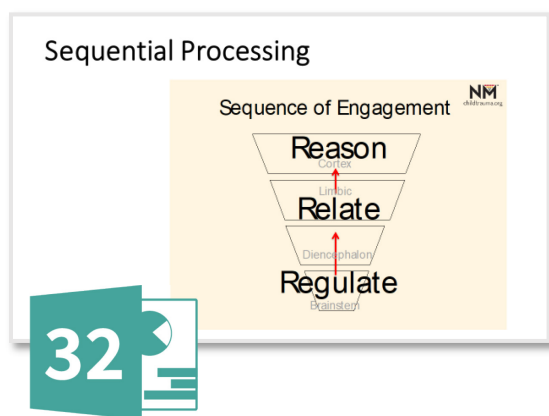 Sequential Processing
NM
childtrauma.org
Sequence of Engagement
Reason
Cortex
Limbic
Relate
Diencephalon
Regulate
Brainstem
32